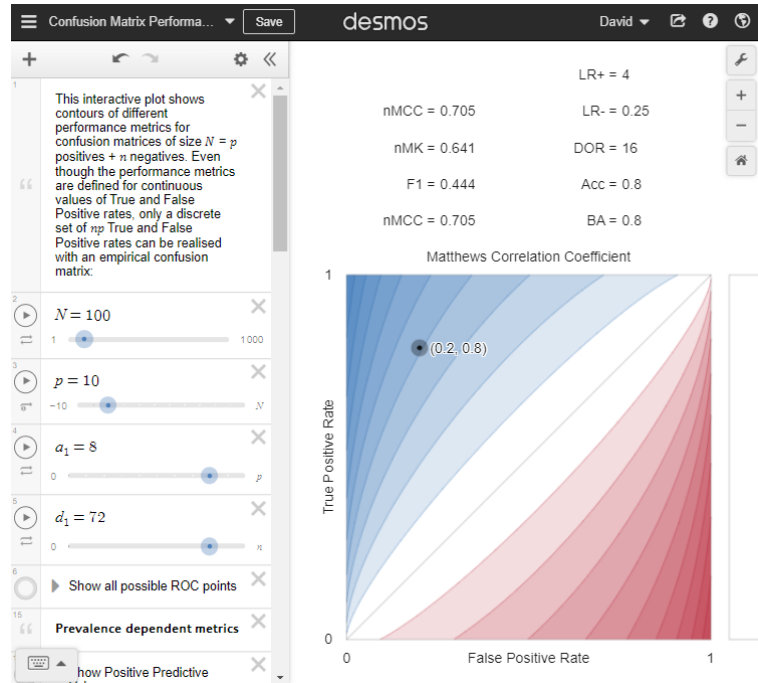 Confusion Matrix Performa...
Save
desmos
David
1
This interactive plot shows
contours of different
performance metrics for
confusion matrices of size N = p
positives + n negatives. Even
though the performance metrics
are defined for continuous
values of True and False
Positive rates, only a discrete
set of np True and False
Positive rates can be realised
with an empirical confusion
matrix:
2
N = 100
1
1000
3
p = 10
-10
N
4
a₁ = 8
0
p
5
d₁ = 72
0
n
6
Show all possible ROC points
15
Prevalence dependent metrics
how Positive Predictive
LR+ = 4
nMCC = 0.705
LR- = 0.25
nMK = 0.641
DOR = 16
F1 = 0.444
Acc = 0.8
nMCC = 0.705
BA = 0.8
Matthews Correlation Coefficient
1
(0.2, 0.8)
True Positive Rate
0
0
False Positive Rate
1